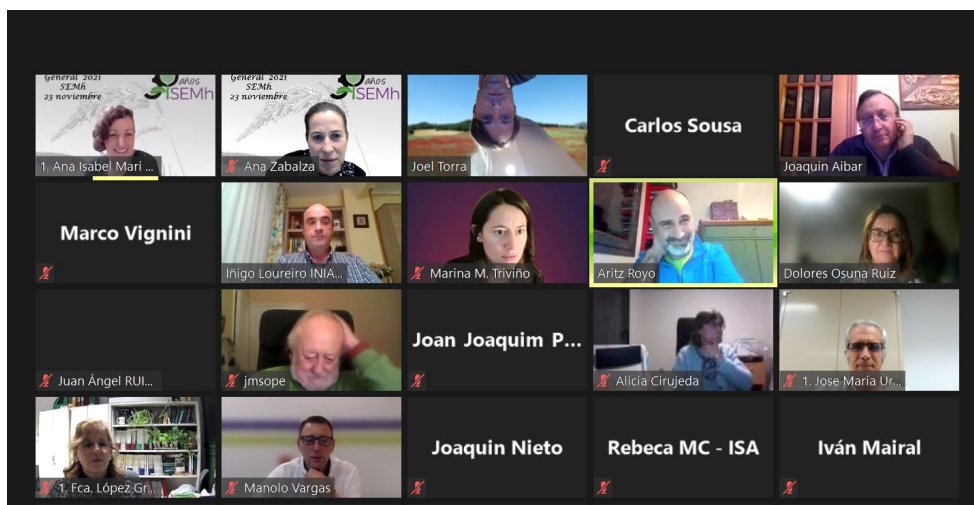 General 2021
SEMh
23 noviembre
años
SEMh
1. Ana Isabel Mari ...
General 2021
SEMh
23 noviembre
años
SEMh
Ana Zabalza
Joel Torra
Carlos Sousa
Joaquin Aibar
Marco Vignini
Iñigo Loureiro INIA...
Marina M. Triviño
Aritz Royo
Dolores Osuna Ruiz
Juan Ángel RUI...
jmsope
Joan Joaquim P...
Alicia Cirujeda
1. Jose Maria Ur...
1. Fca. López Gr...
Manolo Vargas
Joaquin Nieto
Rebeca MC - ISA
Iván Mairal